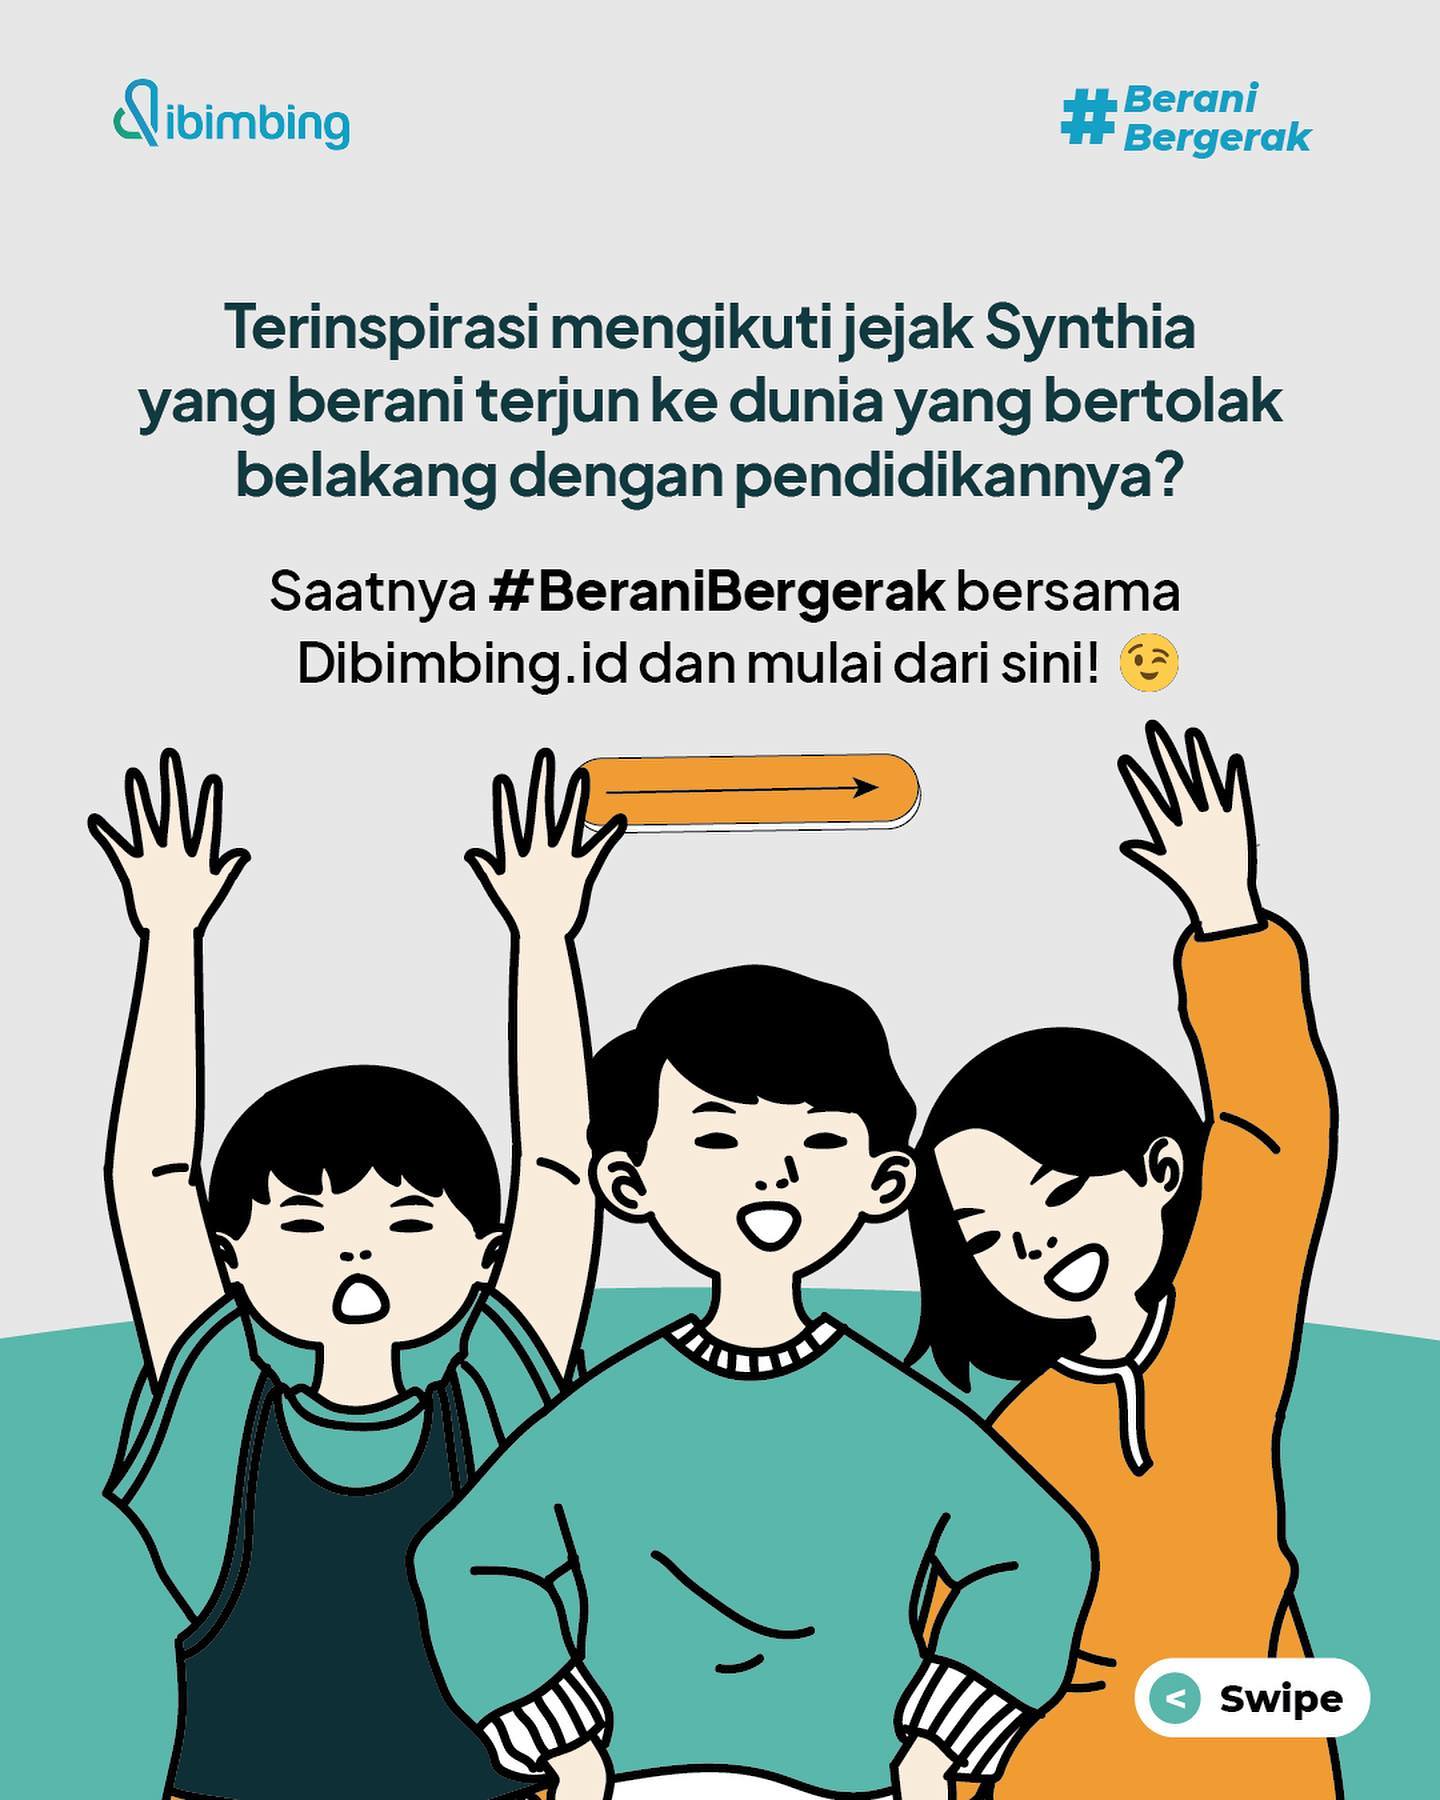 Dibimbing
#Berani
Bergerak
Terinspirasi mengikuti jejak Synthia
yang berani terjun ke dunia yang bertolak
belakang dengan pendidikannya?
Saatnya #BeraniBergerak bersama
Dibimbing.id dan mulai dari sini! 😉
< Swipe